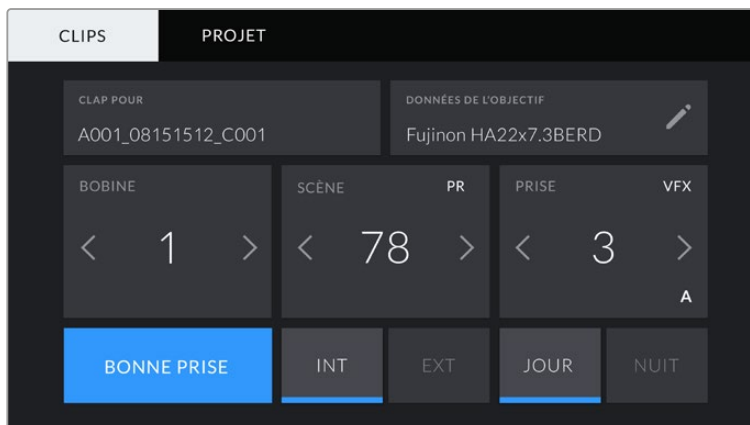 CLIPS PROJET
CLAP POUR DONNÉES DE L'OBJECTIF
A001_08151512_C001 Fujinon HA22x7.3BERD
BOBINE SCÈNE PR PRISE VFX
1 78 3
A
BONNE PRISE INT EXT JOUR NUIT